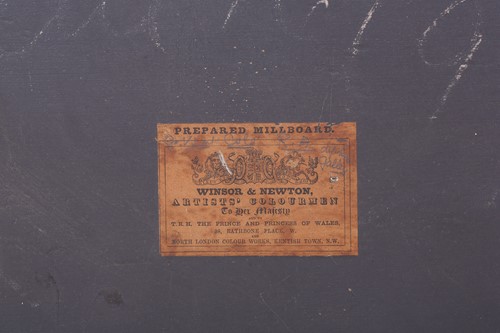 PREPARED MILLBOARD.
WINSOR & NEWTON,
ARTISTS' COLOURMEN
To Her Majesty
T.R.H. THE PRINCE AND PRINCESS OF WALES.
38, RATHBONE PLACE, W.
AND
NORTH LONDON COLOUR WORKS, KENTISH TOWN, N.W.